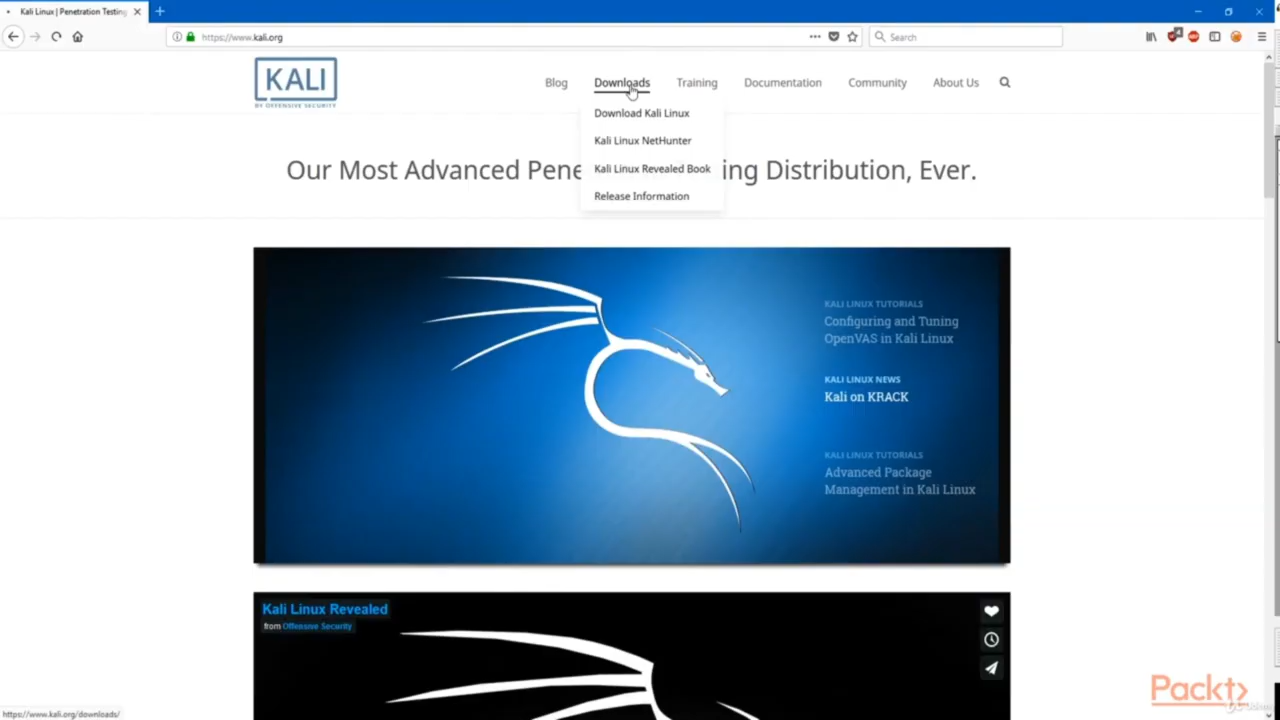 Kali Linux | Penetration Testing
https://www.kali.org
Search
4
KALI
BY OFFENSIVE SECURITY
Blog
Downloads
Training
Documentation
Community
About Us
Download Kali Linux
Kali Linux NetHunter
Kali Linux Revealed Book
Release Information
Our Most Advanced Pene ing Distribution, Ever.
KALI LINUX TUTORIALS
Configuring and Tuning
OpenVAS in Kali Linux
KALI LINUX NEWS
Kali on KRACK
KALI LINUX TUTORIALS
Advanced Package
Management in Kali Linux
Kali Linux Revealed
from Offensive Security
https://www.kali.org/downloads/
Packt